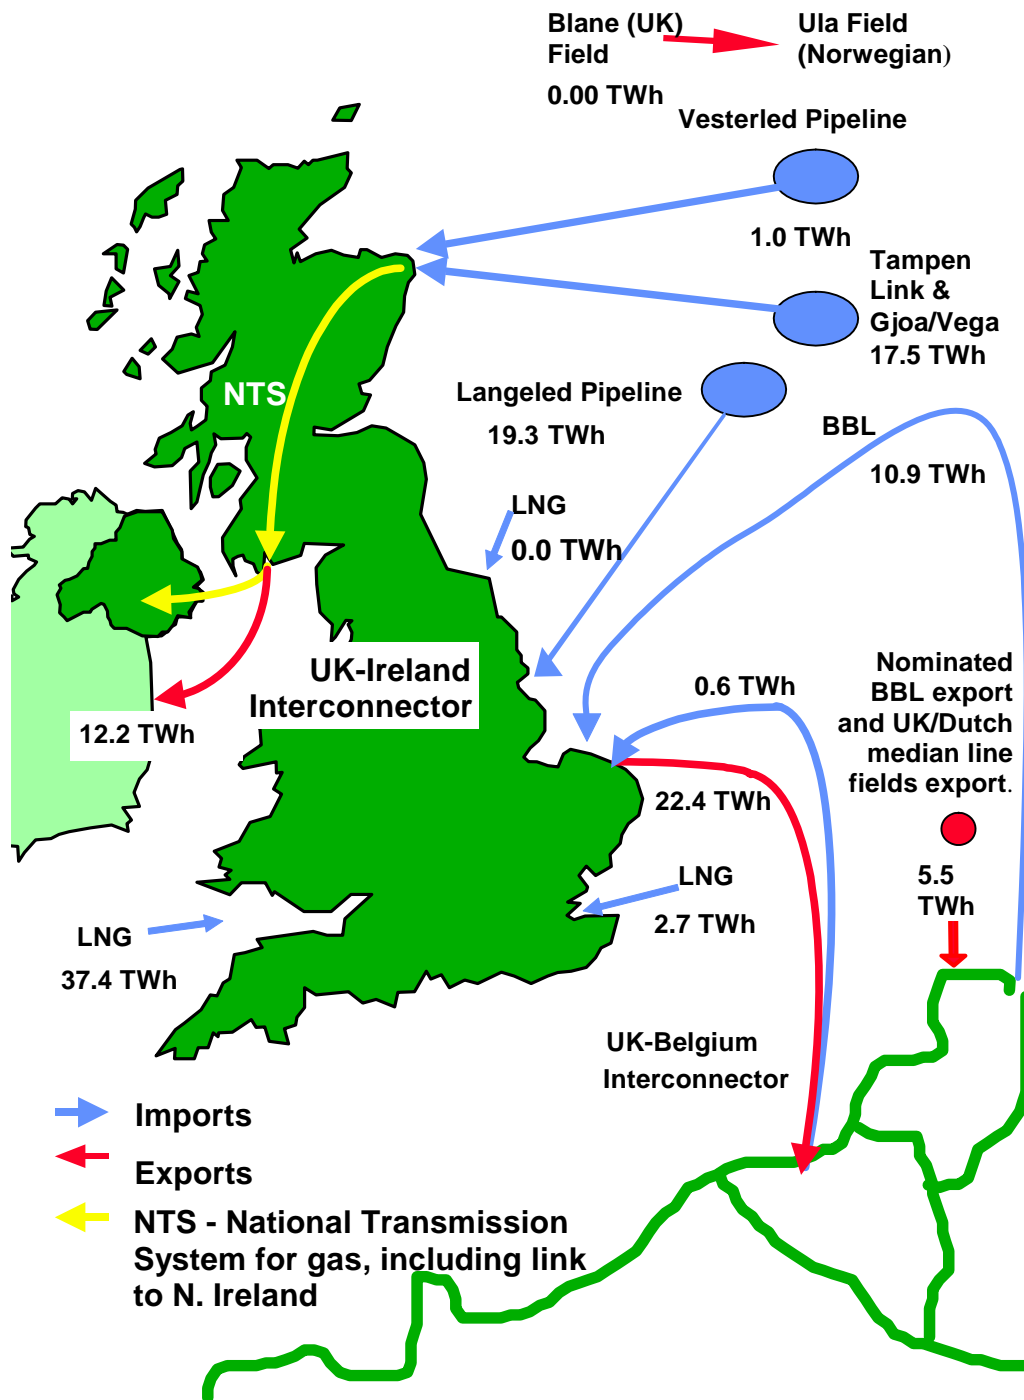 Blane (UK)
Field
0.00 TWh
Ula Field
(Norwegian)
Vesterled Pipeline
1.0 TWh
Tampen
Link &
Gjoa/Vega
17.5 TWh
NTS
Langeled Pipeline
19.3 TWh
BBL
10.9 TWh
LNG
0.0 TWh
UK-Ireland
Interconnector
12.2 TWh
0.6 TWh
22.4 TWh
Nominated
BBL export
and UK/Dutch
median line
fields export.
5.5
TWh
LNG
2.7 TWh
LNG
37.4 TWh
UK-Belgium
Interconnector
Imports
Exports
NTS - National Transmission
System for gas, including link
to N. Ireland